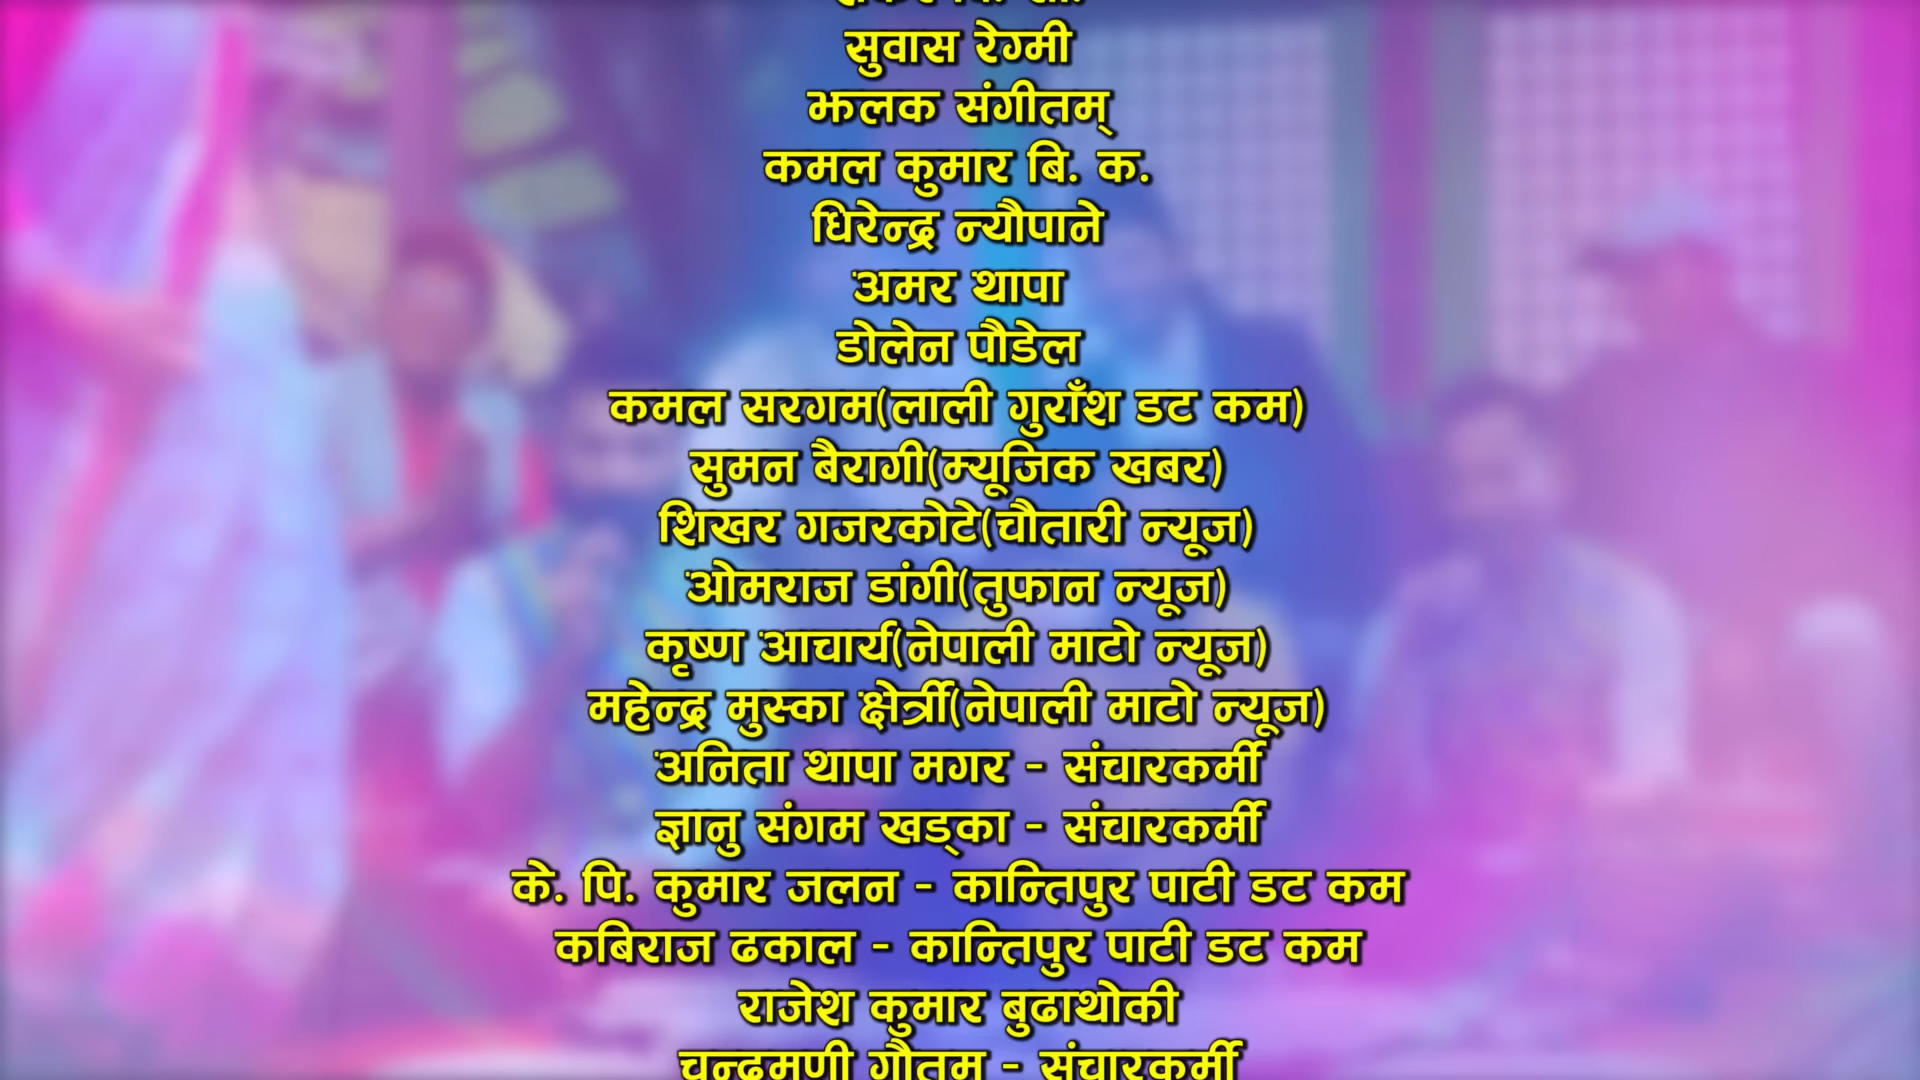 सुवास रेग्मी
झलक संगीतम्
कमल कुमार बि. क.
धिरेन्द्र न्यौपाने
अमर थापा
डोलेन पौडेल
कमल सरगम(लाली गुराँश डट कम)
सुमन बैरागी(म्यूजिक खबर)
शिखर गजरकोटे(चौतारी न्यूज)
ओमराज डांगी(तुफान न्यूज)
कृष्ण आचार्य(नेपाली माटो न्यूज)
महेन्द्र मुस्का क्षेर्त्री(नेपाली माटो न्यूज)
अनिता थापा मगर - संचारकर्मी
ज्ञानु संगम खड्का - संचारकर्मी
के. पि. कुमार जलन - कान्तिपुर पाटी डट कम
कबिराज ढकाल - कान्तिपुर पाटी डट कम
राजेश कुमार बुढाथोकी
चन्द्रमणी गौतम - संचारकर्मी